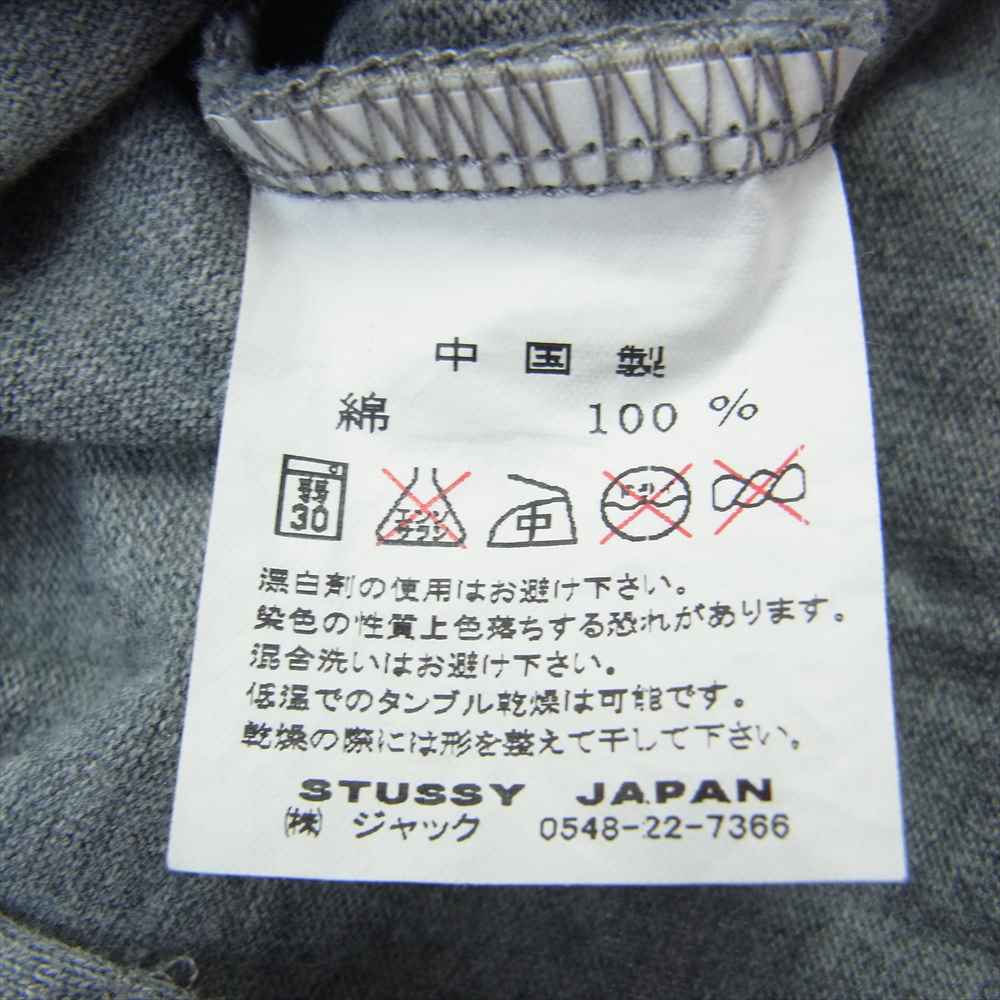 中国製
綿 100%
弱 30 エンソ サラシ 中 ドライ
漂白剤の使用はお避け下さい。
染色の性質上色落ちする恐れがあります。
混合洗いはお避け下さい。
低温でのタンブル乾燥は可能です。
乾燥の際には形を整えて干して下さい。
STUSSY JAPAN
㈱ ジャック 0548-22-7366